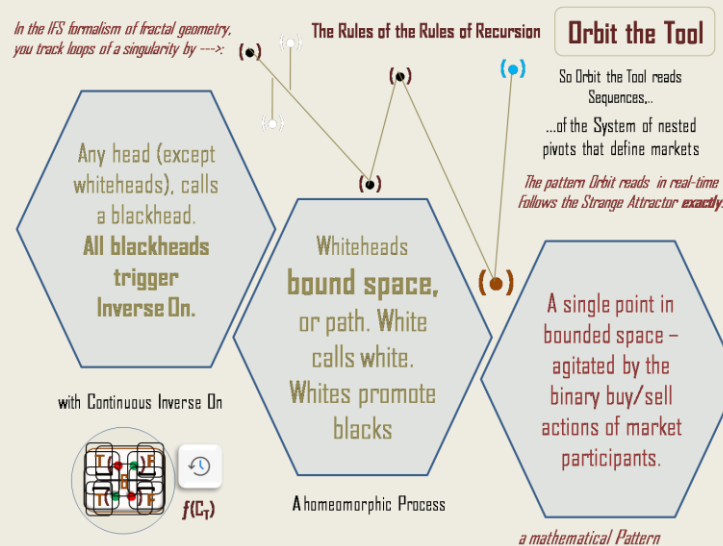 In the IFS formalism of fractal geometry,
you track loops of a singularity by --->:
The Rules of the Rules of Recursion
Orbit the Tool
So Orbit the Tool reads
Sequences,..
...of the System of nested
pivots that define markets
The pattern Orbit reads in real-time
Follows the Strange Attractor exactly.
Any head (except
whiteheads), calls
a blackhead.
All blackheads
trigger
Inverse On.
Whiteheads
bound space,
or path. White
calls white.
Whites promote
blacks
A single point in
bounded space –
agitated by the
binary buy/sell
actions of market
participants.
with Continuous Inverse On
T F
T F
f(CT)
A homeomorphic Process
a mathematical Pattern